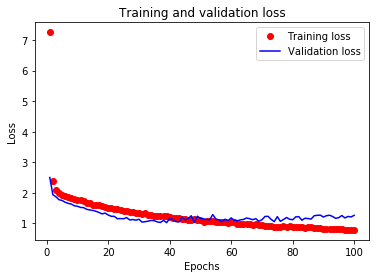 Training and validation loss
Training loss
Validation loss
Loss
7
6
5
4
3
2
1
0
20
40
60
80
100
Epochs